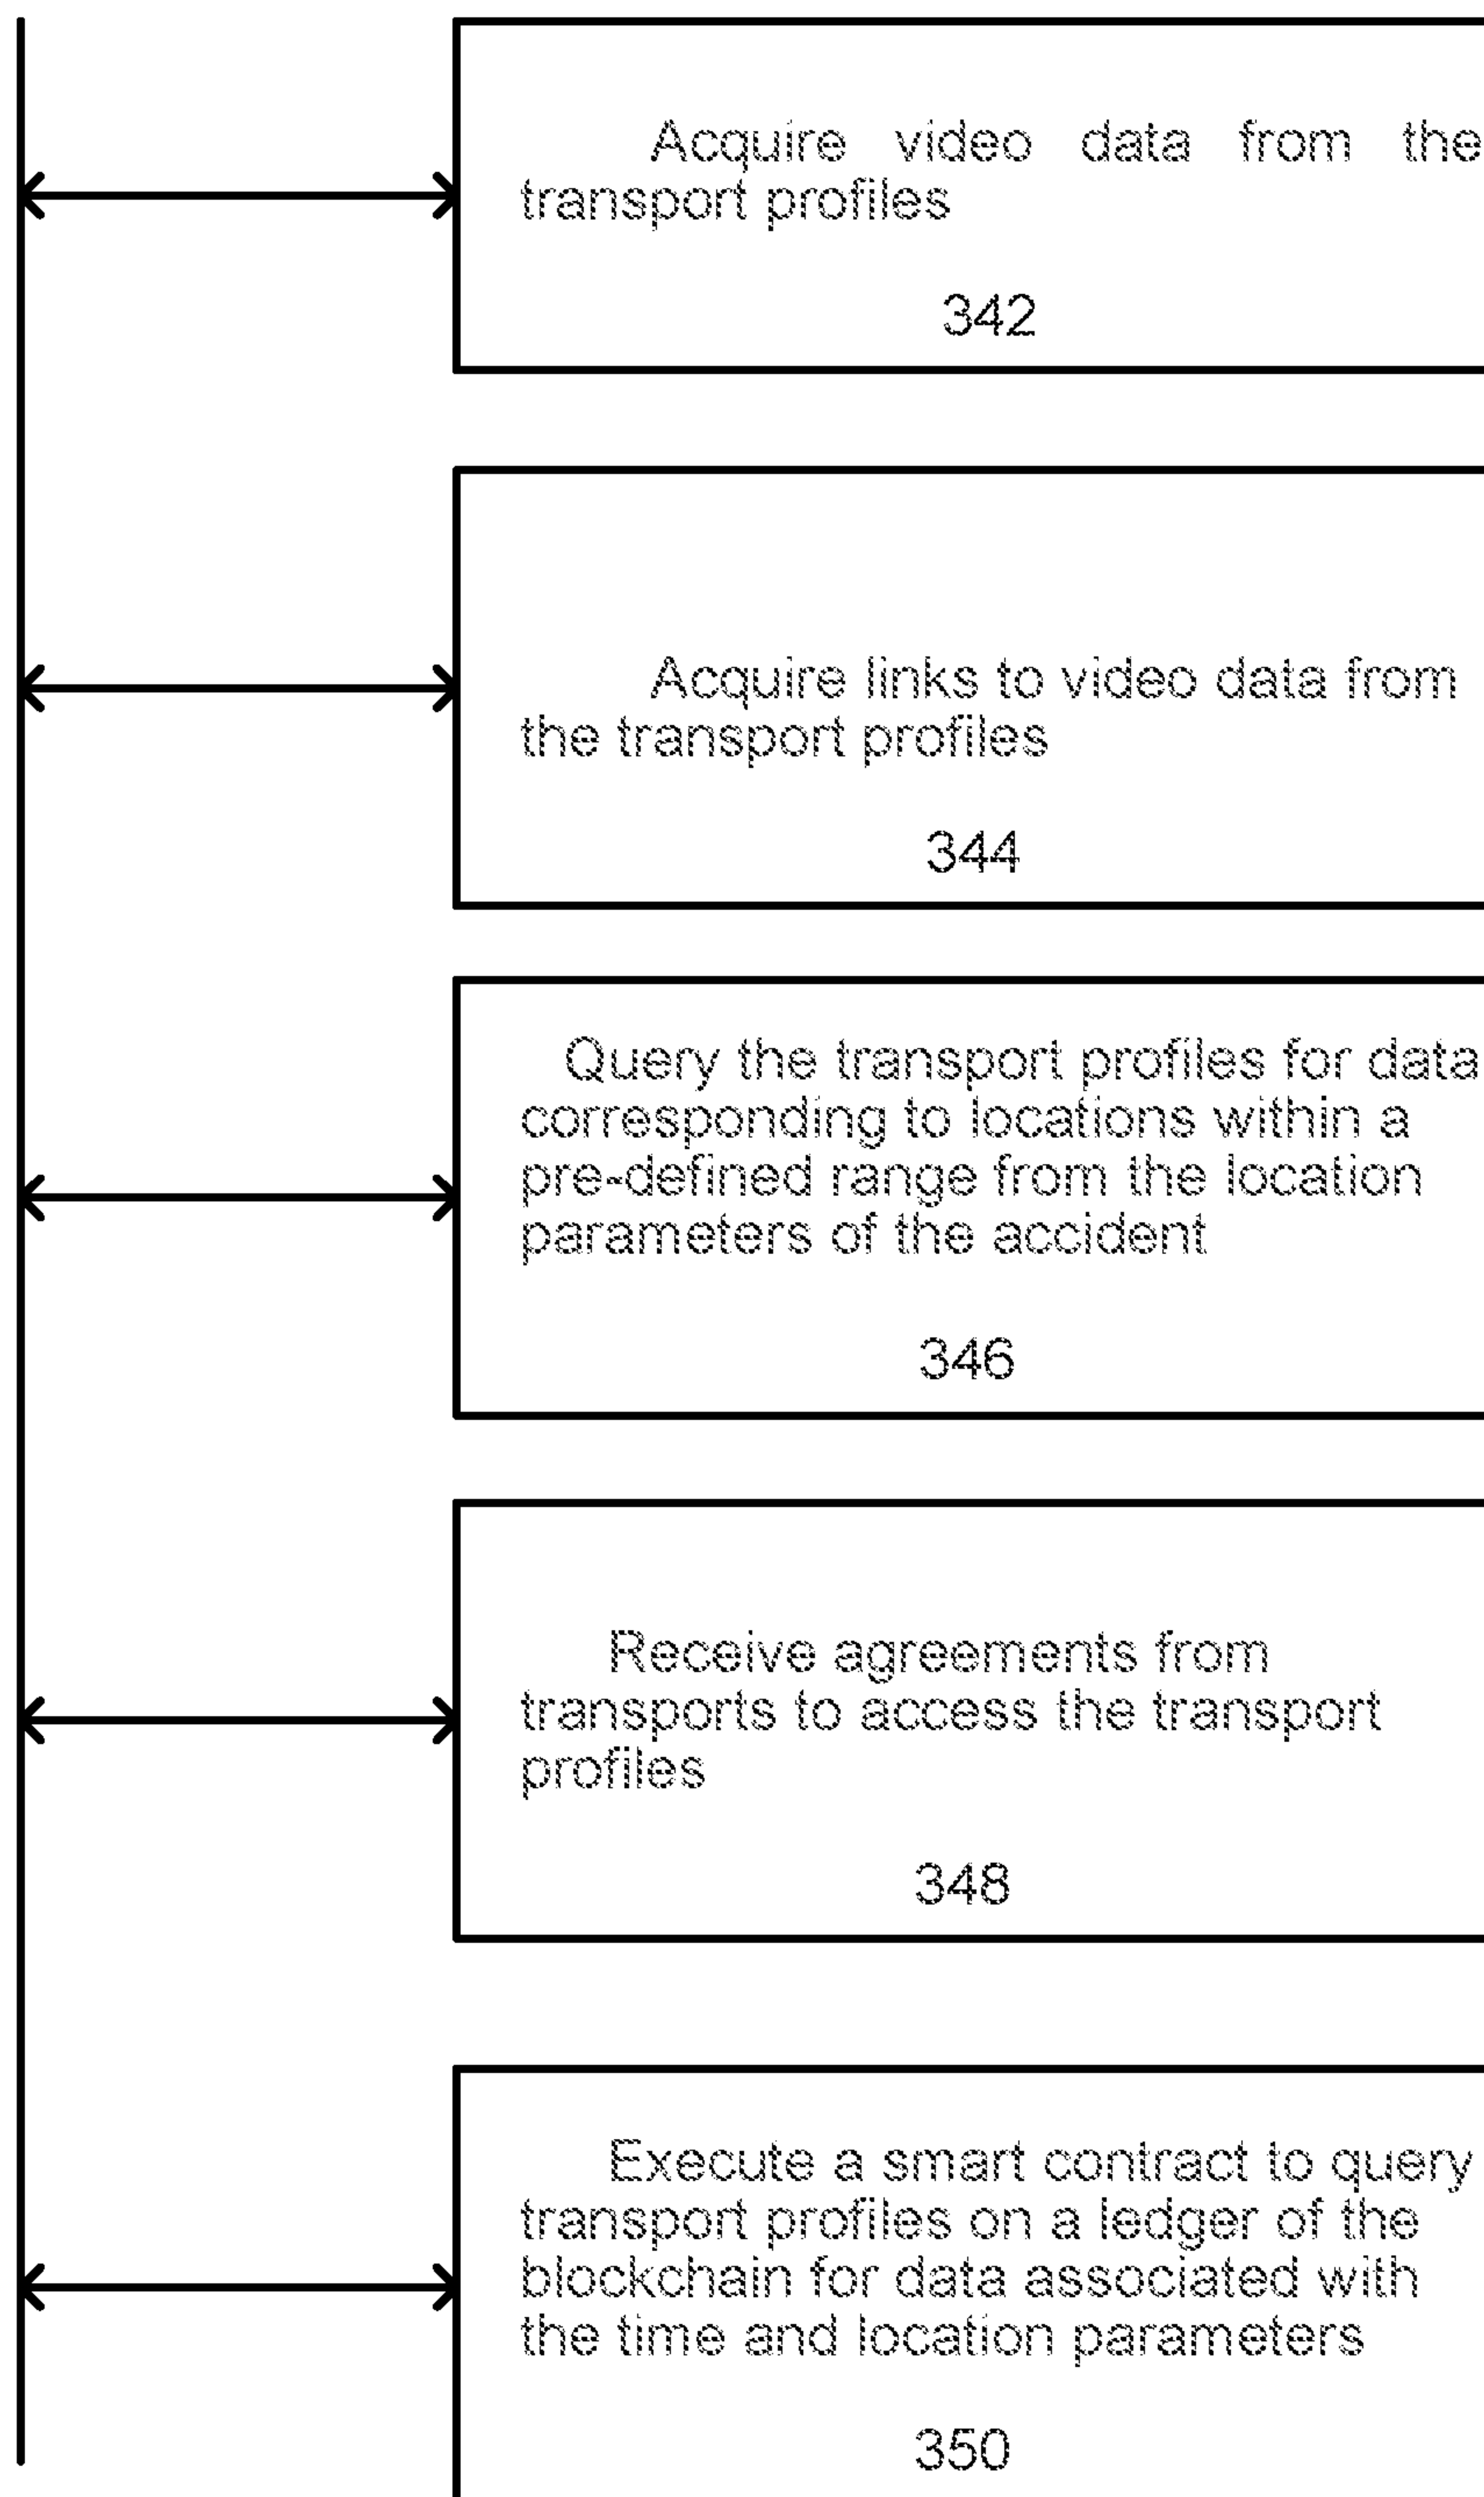 Acquire video data from the
transport profiles
342
Acquire links to video data from
the transport profiles
344
Query the transport profiles for data
corresponding to locations within a
pre-defined range from the location
parameters of the accident
346
Receive agreements from
transports to access the transport
profiles
348
Execute a smart contract to query
transport profiles on a ledger of the
blockchain for data associated with
the time and location parameters
350